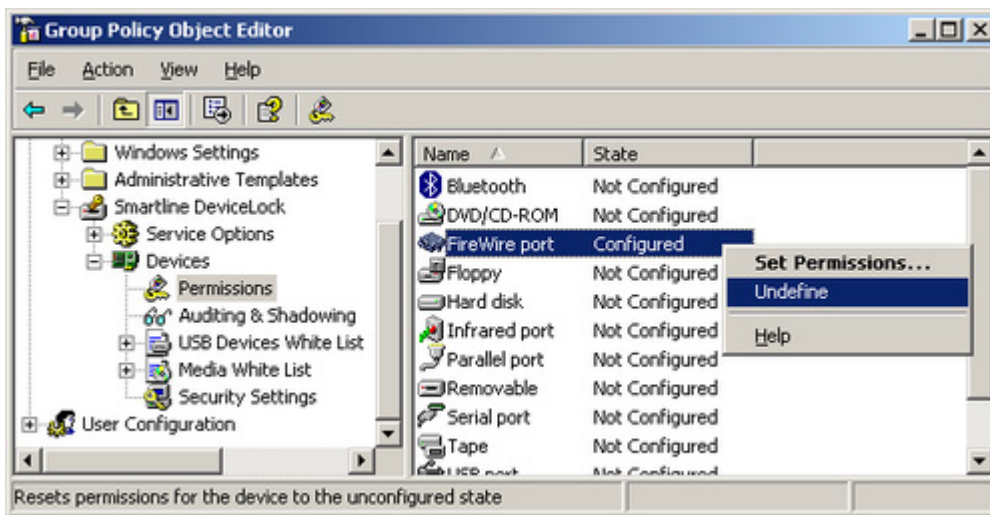 Group Policy Object Editor
File Action View Help
Windows Settings
Administrative Templates
Smartline DeviceLock
Service Options
Devices
Permissions
Auditing & Shadowing
USB Devices White List
Media White List
Security Settings
User Configuration
Name State
Bluetooth Not Configured
DVD/CD-ROM Not Configured
FireWire port Configured
Floppy Not Configured
Hard disk Not Configured
Infrared port Not Configured
Parallel port Not Configured
Removable Not Configured
Serial port Not Configured
Tape Not Configured
USB port Not Configured
Set Permissions...
Undefine
Help
Resets permissions for the device to the unconfigured state